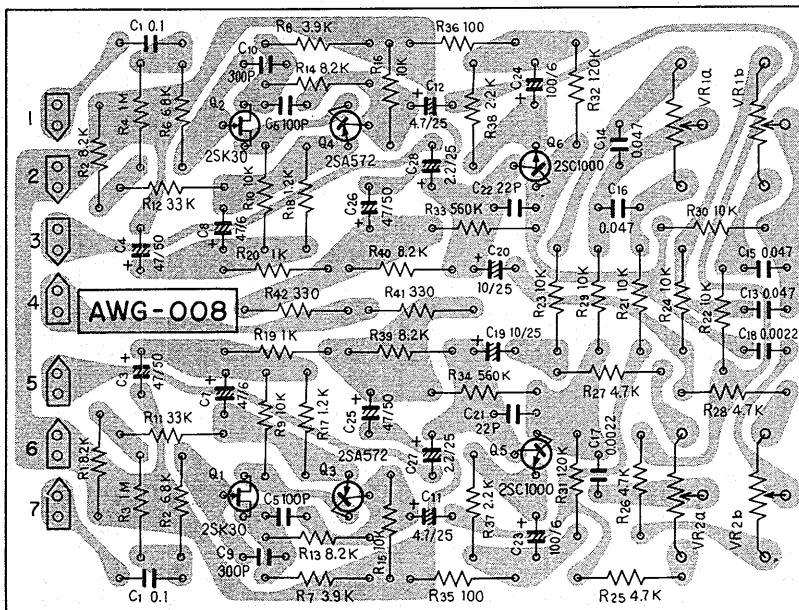 C1 0.1
R8 3.9K
R36 100
C10
300P
R14 8.2K
R16
10K
C12
4.7/25
C24
100/6
R32 120K
VR1a
VR1b
1
R2 8.2K
R4 1M
R6 6.8K
Q2
2SK30
C6 100P
Q4
2SA572
R38 2.2K
Q6
2SC1000
C14
0.047
2
R12 33K
R10 10K
R18 1.2K
C28
2.2/25
C22 22P
C16
0.047
3
C4
47/50
C8
47/6
C26
47/50
R33 560K
R30 10K
R20 1K
R40 8.2K
C20
10/25
R23 10K
R29 10K
R21 10K
R24 10K
R22 10K
C15 0.047
C13 0.047
C18 0.0022
4
AWG-008
R42 330
R41 330
R19 1K
R39 8.2K
C19 10/25
5
C3
47/50
C7
47/6
C25
47/50
R34 560K
R27 4.7K
R28 4.7K
R11 33K
R9 10K
R17 1.2K
C21
22P
6
R1 8.2K
2SA572
C27
2.2/25
Q5
2SC1000
C17
0.0022
7
R3 1M
R2 6.8K
Q1
2SK30
C5 100P
Q3
C11
4.7/25
R37 2.2K
R31 120K
R26 4.7K
VR2a
VR2b
C9
300P
R13 8.2K
R15 10K
C23
100/6
C1 0.1
R7 3.9K
R35 100
R25 4.7K